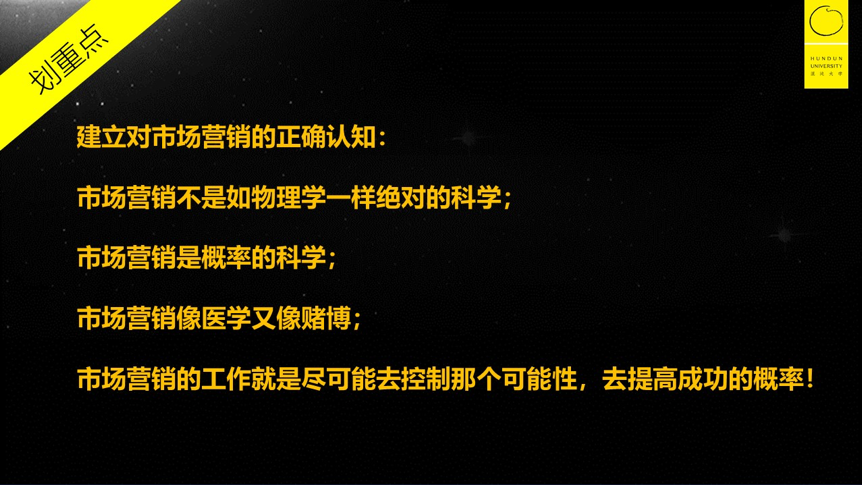 划重点
HUNDUN
UNIVERSITY
混沌大学
建立对市场营销的正确认知：
市场营销不是如物理学一样绝对的科学；
市场营销是概率的科学；
市场营销像医学又像赌博；
市场营销的工作就是尽可能去控制那个可能性，去提高成功的概率！